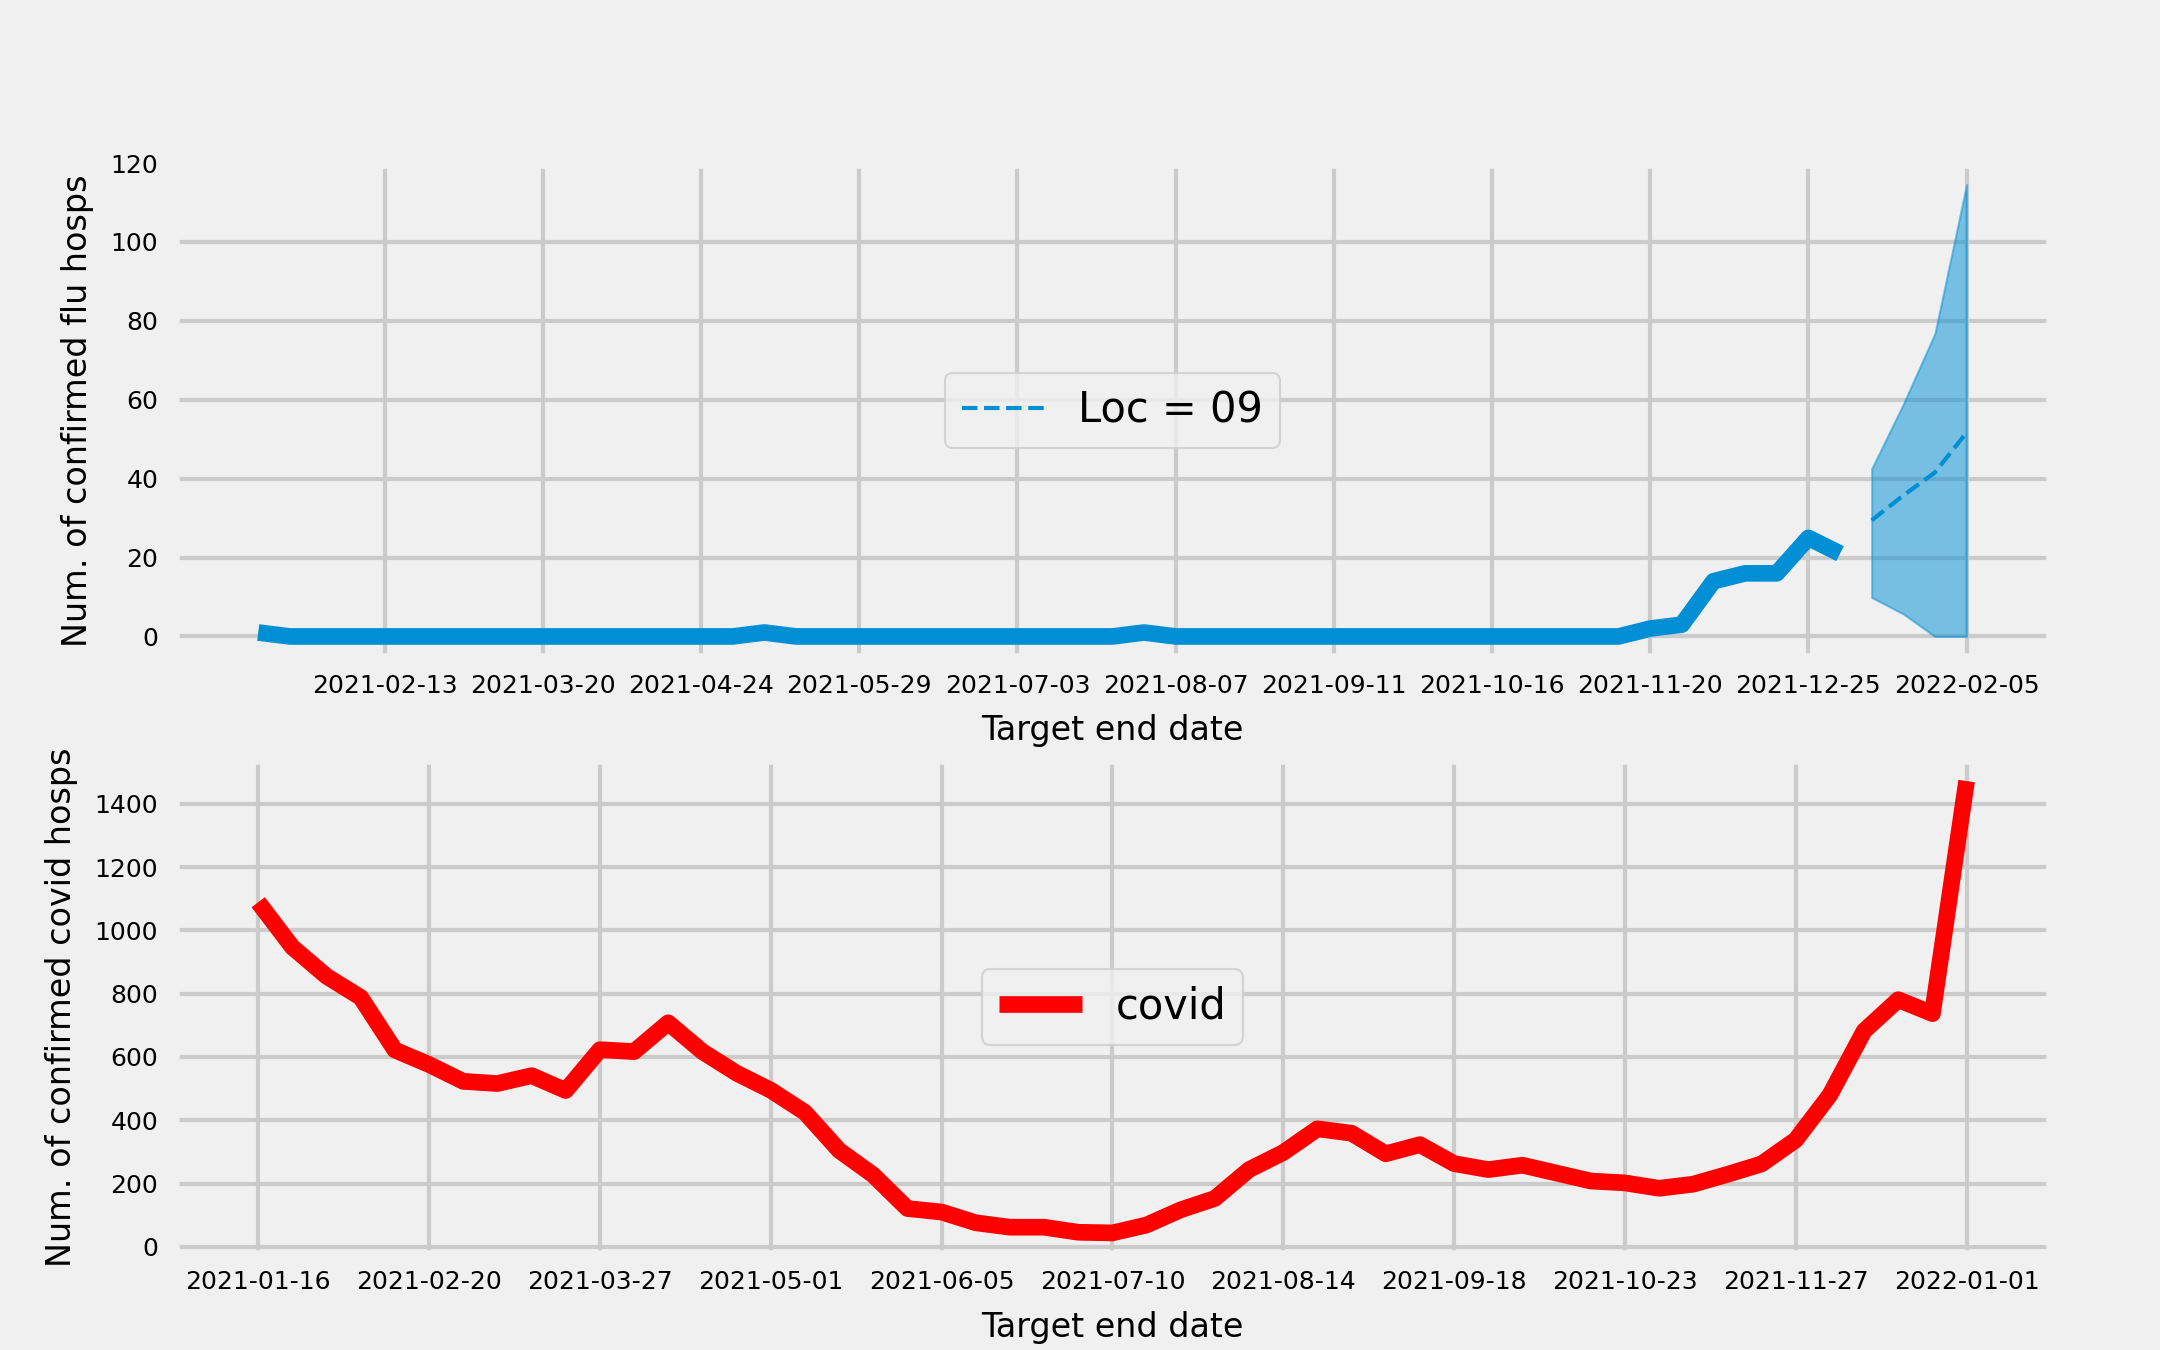 120
100
80
60
40
20
0
Num. of confirmed flu hosps
Loc = 09
2021-02-13 2021-03-20 2021-04-24 2021-05-29 2021-07-03 2021-08-07 2021-09-11 2021-10-16 2021-11-20 2021-12-25 2022-02-05
Target end date
1400
1200
1000
800
600
400
200
0
Num. of confirmed covid hosps
covid
2021-01-16 2021-02-20 2021-03-27 2021-05-01 2021-06-05 2021-07-10 2021-08-14 2021-09-18 2021-10-23 2021-11-27 2022-01-01
Target end date